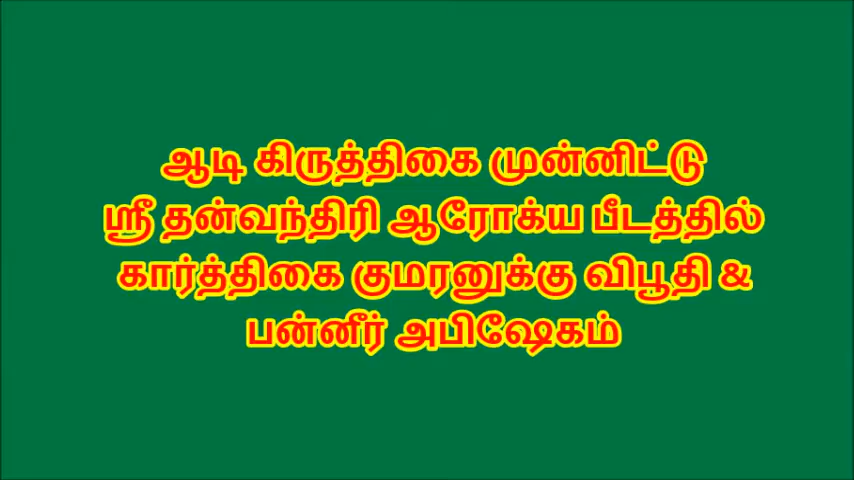 ஆடி கிருத்திகை முன்னிட்டு
ஸ்ரீ தன்வந்திரி ஆரோக்ய பீடத்தில்
கார்த்திகை குமரனுக்கு விபூதி &
பன்னீர் அபிஷேகம்